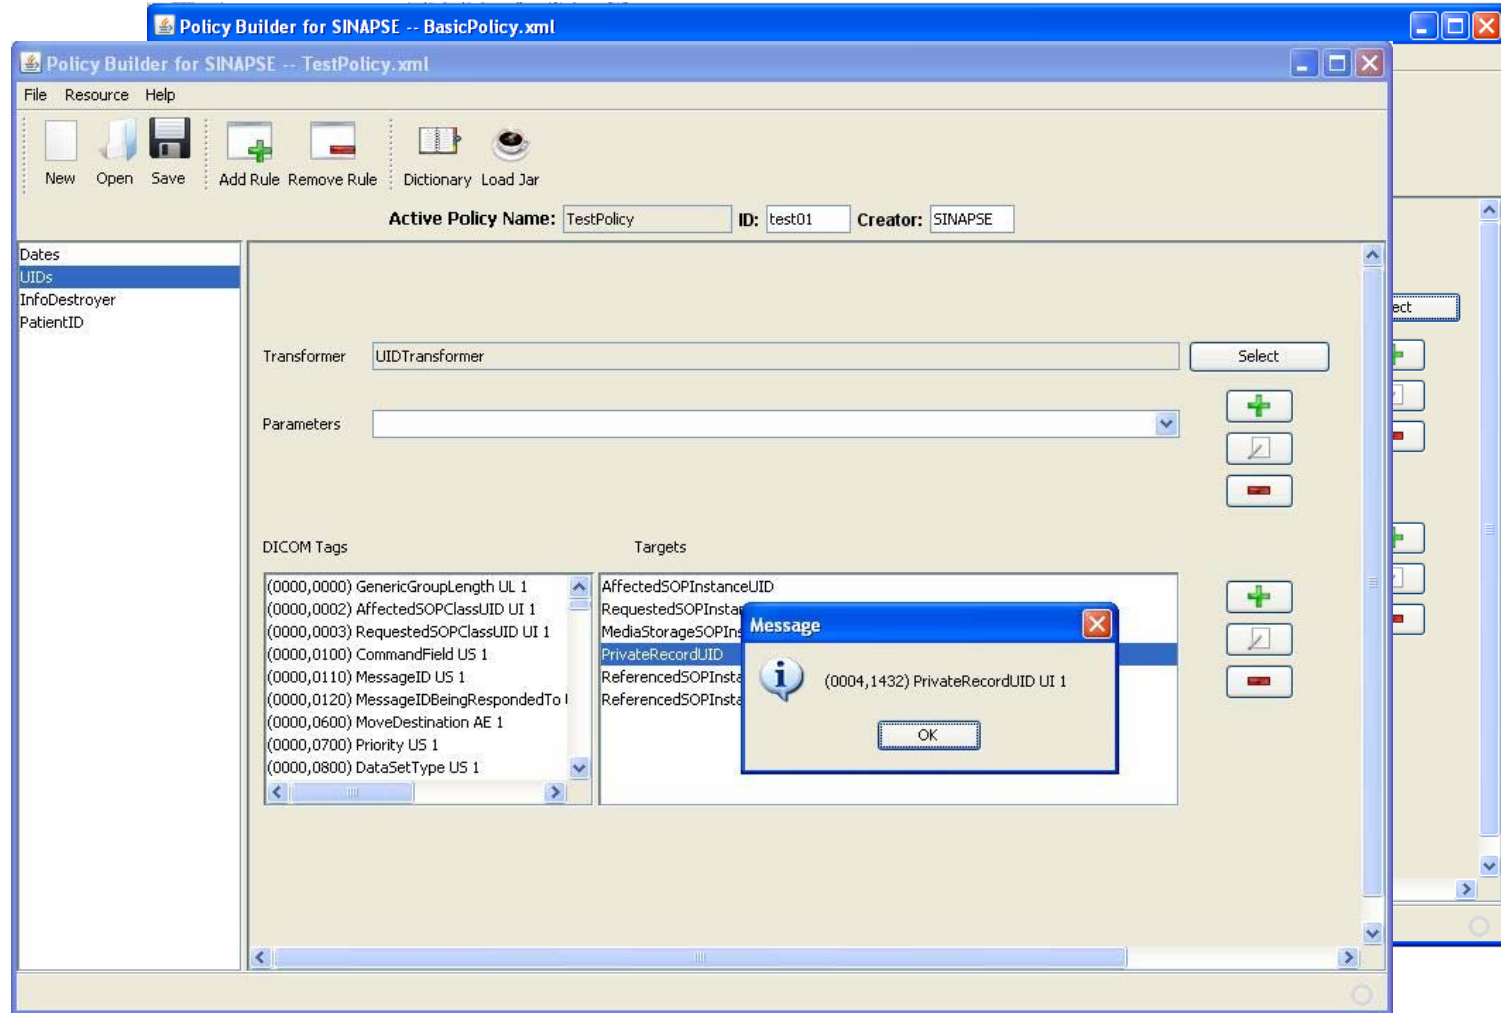 Policy Builder for SINAPSE -- BasicPolicy.xml
Policy Builder for SINAPSE -- TestPolicy.xml
File Resource Help
New Open Save Add Rule Remove Rule Dictionary Load Jar
Active Policy Name: TestPolicy ID: test01 Creator: SINAPSE
Dates
UIDs
InfoDestroyer
PatientID
ect
Transformer UIDTransformer Select
Parameters
DICOM Tags Targets
(0000,0000) GenericGroupLength UL 1
(0000,0002) AffectedSOPClassUID UI 1
(0000,0003) RequestedSOPClassUID UI 1
(0000,0100) CommandField US 1
(0000,0110) MessageID US 1
(0000,0120) MessageIDBeingRespondedTo
(0000,0600) MoveDestination AE 1
(0000,0700) Priority US 1
(0000,0800) DataSetType US 1
AffectedSOPInstanceUID
RequestedSOPInsta
MediaStorageSOPIns
PrivateRecordUID
ReferencedSOPInsta
ReferencedSOPInsta
Message
(0004,1432) PrivateRecordUID UI 1
OK